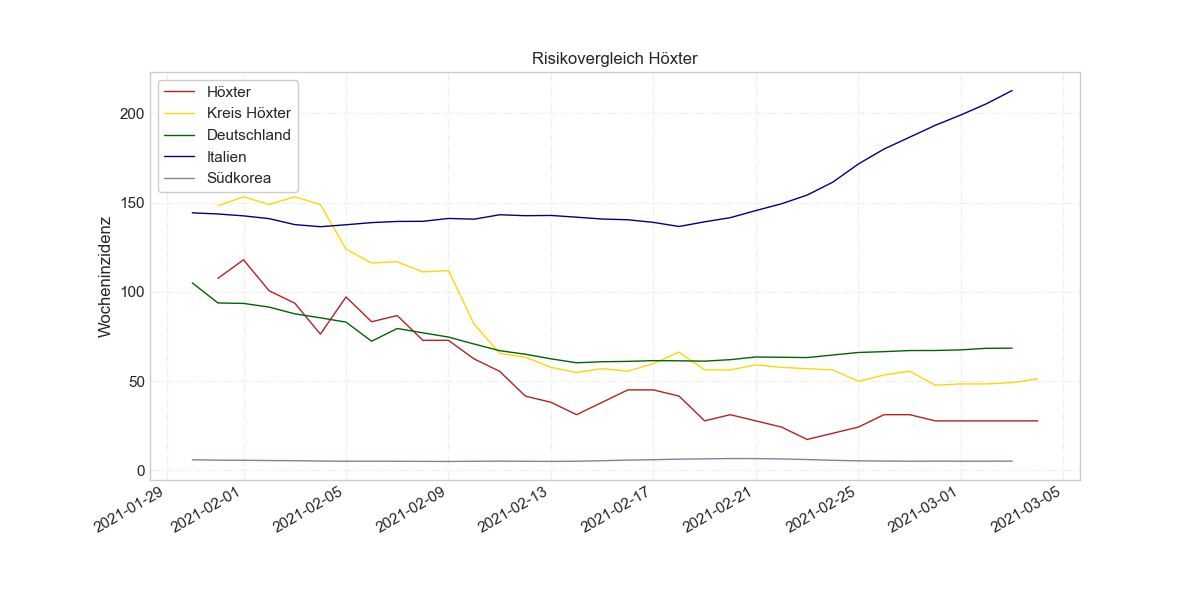 Risikovergleich Höxter
Höxter
Kreis Höxter
Deutschland
Italien
Südkorea
Wocheninzidenz
200
150
100
50
0
2021-01-29
2021-02-01
2021-02-05
2021-02-09
2021-02-13
2021-02-17
2021-02-21
2021-02-25
2021-03-01
2021-03-05